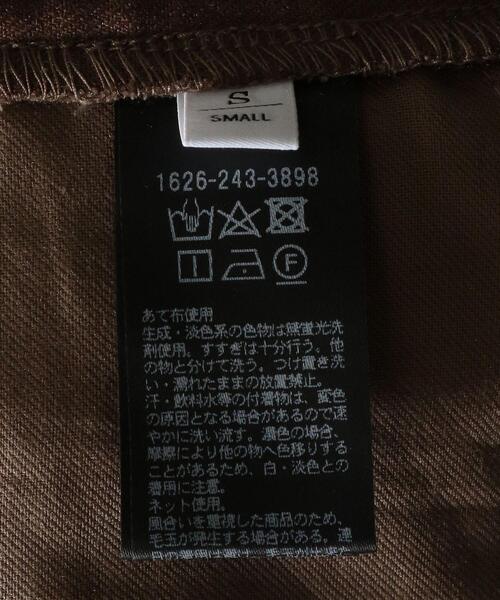 S
SMALL
1626-243-3898
F
あて布使用
生成・淡色系の色物は無蛍光洗
剤使用。すすぎは十分行う。他
の物と分けて洗う。つけ置き洗
い・濡れたままの放置禁止。
汗・飲料水等の付着物は、変色
の原因となる場合があるので速
やかに洗い流す。濃色の場合、
摩擦により他の物へ色移りする
ことがあるため、白・淡色との
着用に注意。
ネット使用。
風合いを重視した商品のため、
毛玉が発生する場合がある。連